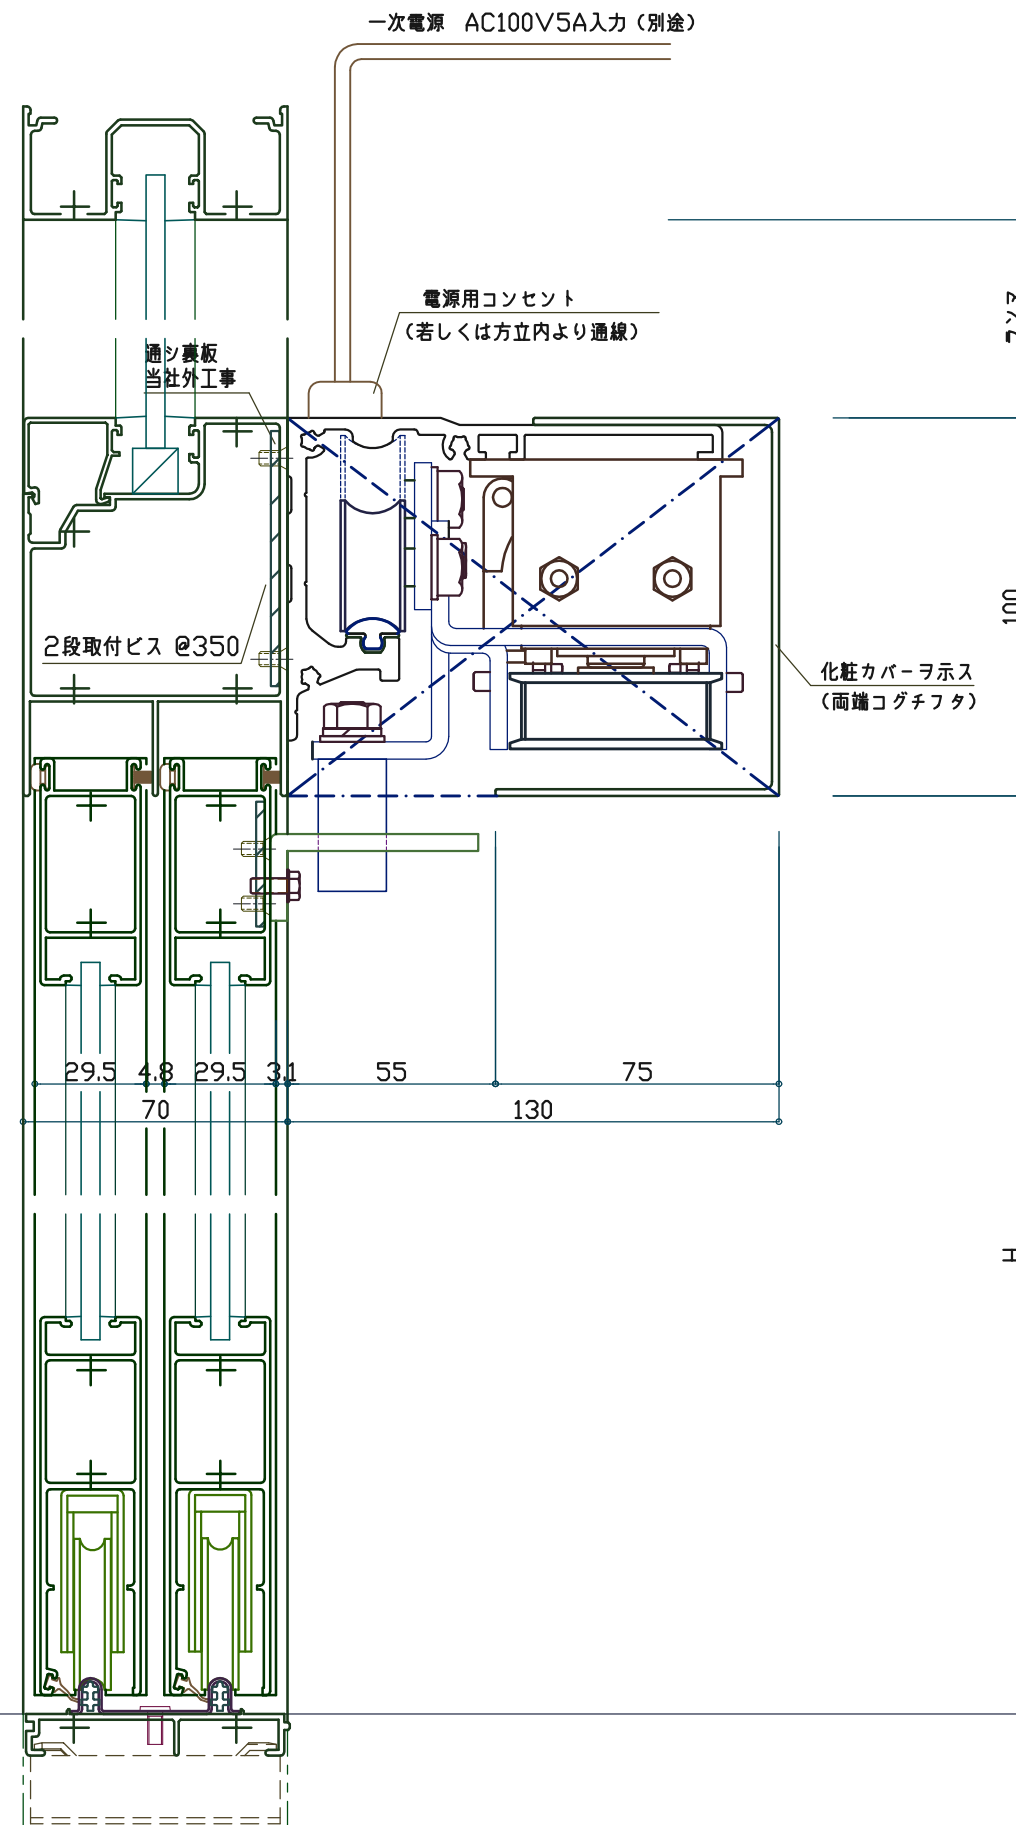 一次電源 AC100V5A入力(別途)
電源用コンセント
(若しくは方立内より通線)
ランマ
通シ裏板
当社外工事
2段取付ビス @350
100
化粧カバーヲ示ス
(両端コグチフタ)
29.5 4.8 29.5 3.1 55 75
70 130
H